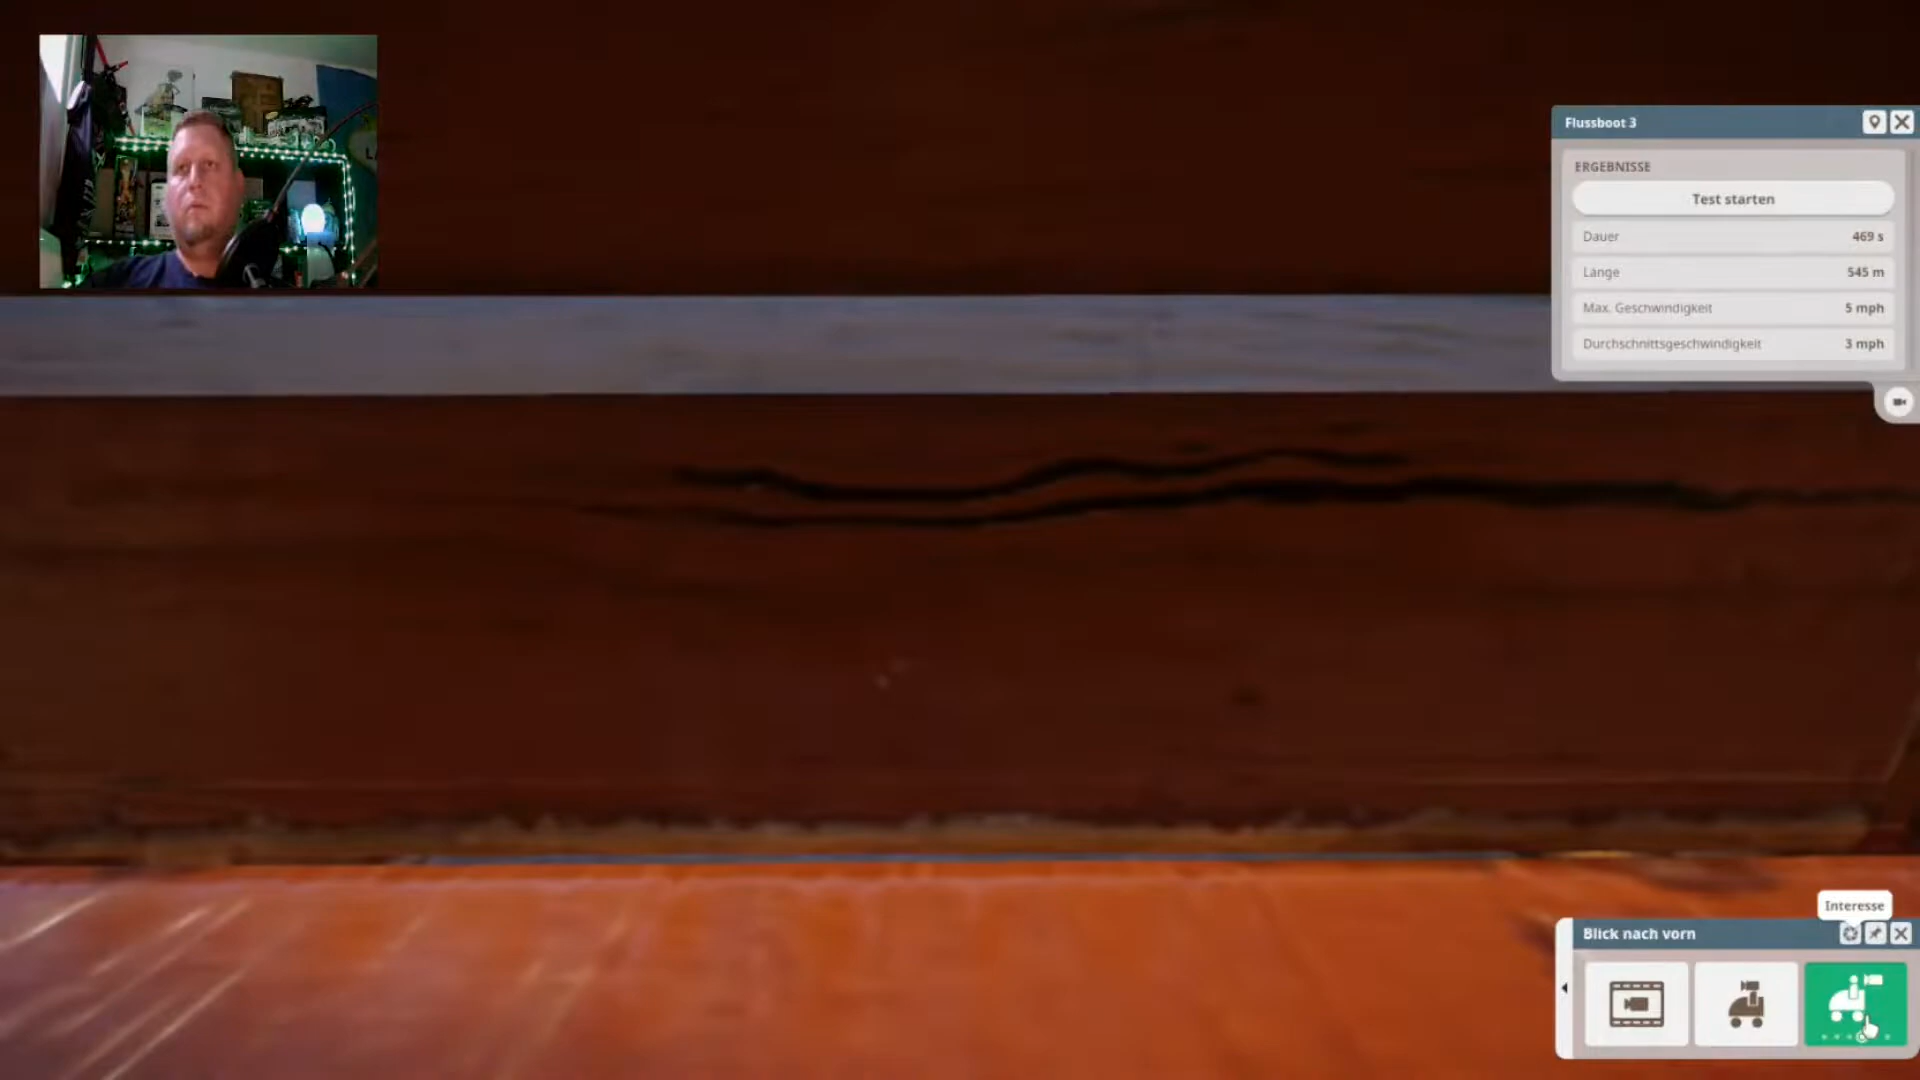 Flussboot 3
ERGEBNISSE
Test starten
Dauer 469 s
Länge 545 m
Max. Geschwindigkeit 5 mph
Durchschnittsgeschwindigkeit 3 mph
Interesse
Blick nach vorn